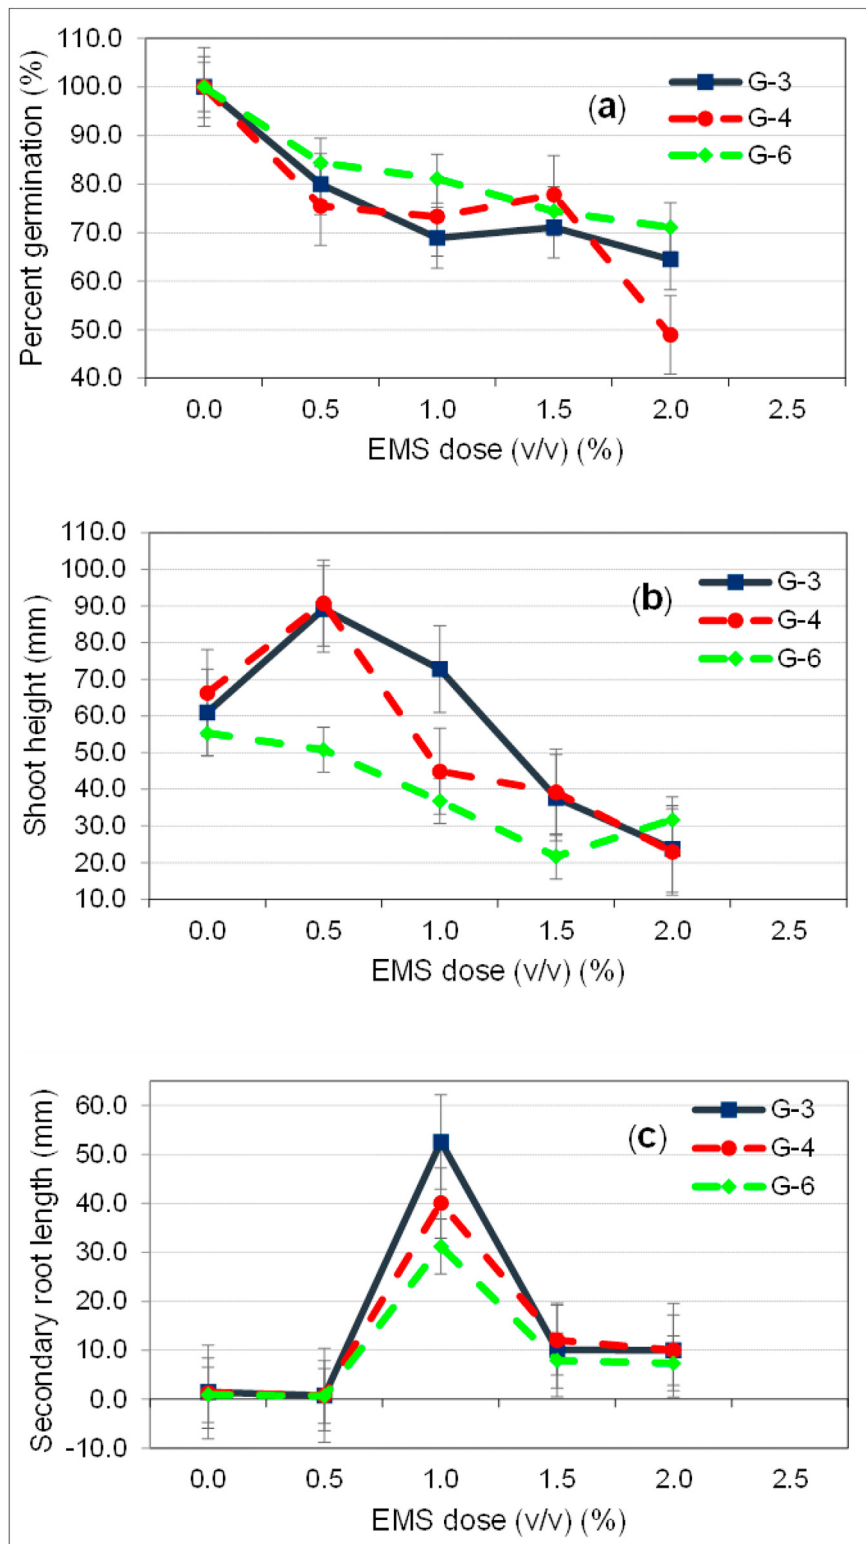 110.0
100.0
90.0
80.0
70.0
60.0
50.0
40.0
Percent germination (%)
(a)
G-3
G-4
G-6
0.0 0.5 1.0 1.5 2.0 2.5
EMS dose (v/v) (%)
110.0
100.0
90.0
80.0
70.0
60.0
50.0
40.0
30.0
20.0
10.0
Shoot height (mm)
(b)
G-3
G-4
G-6
0.0 0.5 1.0 1.5 2.0 2.5
EMS dose (v/v) (%)
60.0
50.0
40.0
30.0
20.0
10.0
0.0
-10.0
Secondary root length (mm)
(c)
G-3
G-4
G-6
0.0 0.5 1.0 1.5 2.0 2.5
EMS dose (v/v) (%)